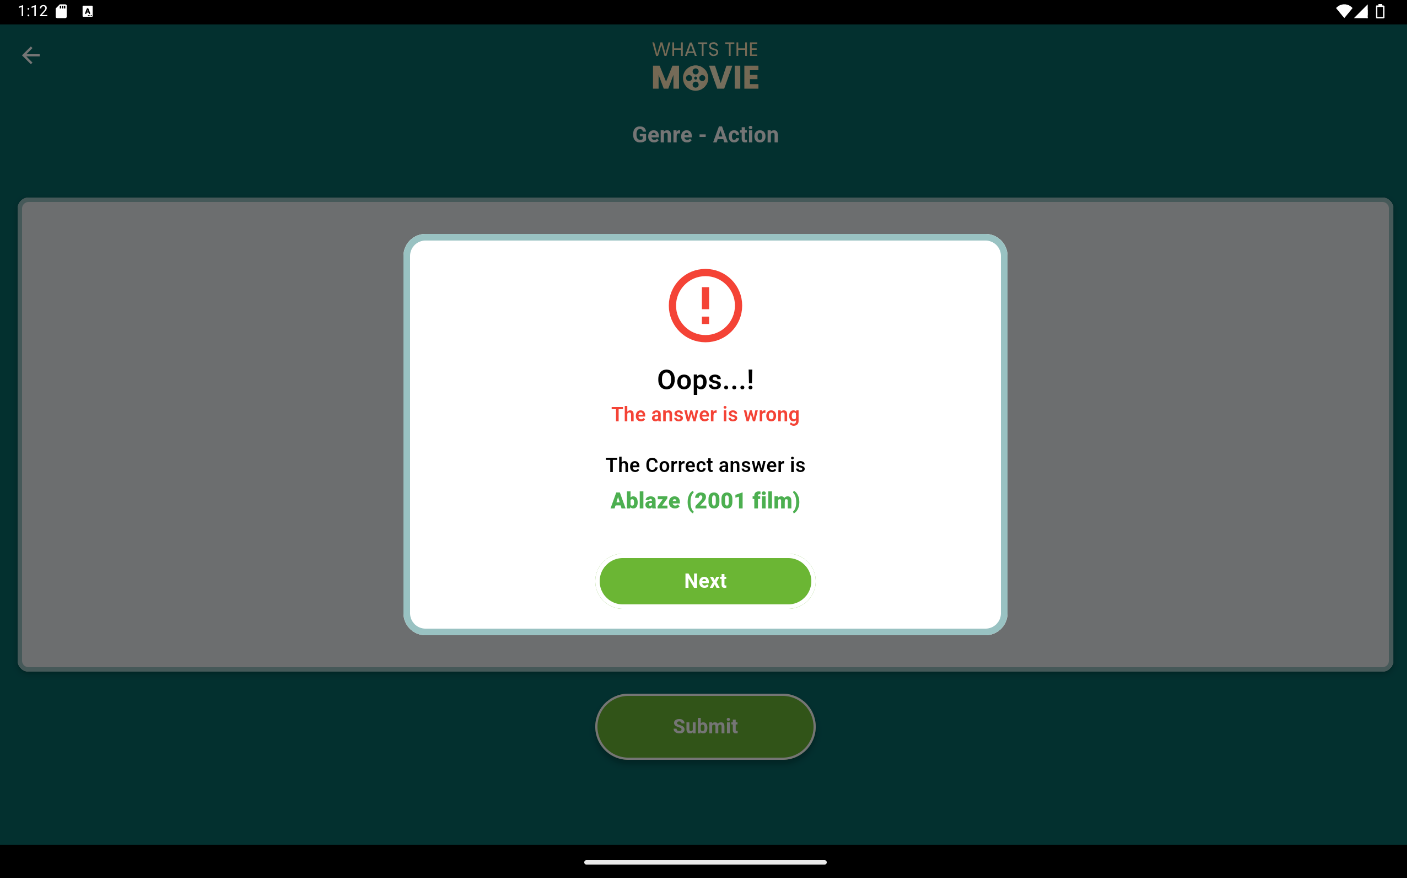 1:12
WHATS THE
MOVIE
Genre - Action
Oops...!
The answer is wrong
The Correct answer is
Ablaze (2001 film)
Next
Submit